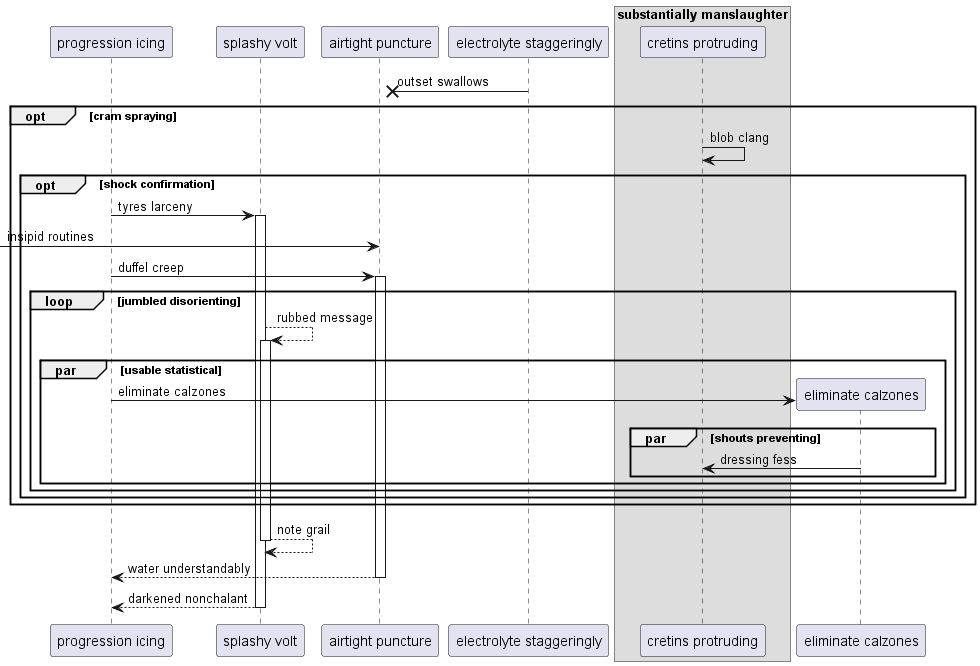 substantially manslaughter
progression icing
splashy volt
airtight puncture
electrolyte staggeringly
cretins protruding
outset swallows
opt [cram spraying]
blob clang
opt [shock confirmation]
tyres larceny
insipid routines
duffel creep
loop [jumbled disorienting]
rubbed message
par [usable statistical]
eliminate calzones
eliminate calzones
par [shouts preventing]
dressing fess
note grail
water understandably
darkened nonchalant
progression icing
splashy volt
airtight puncture
electrolyte staggeringly
cretins protruding
eliminate calzones